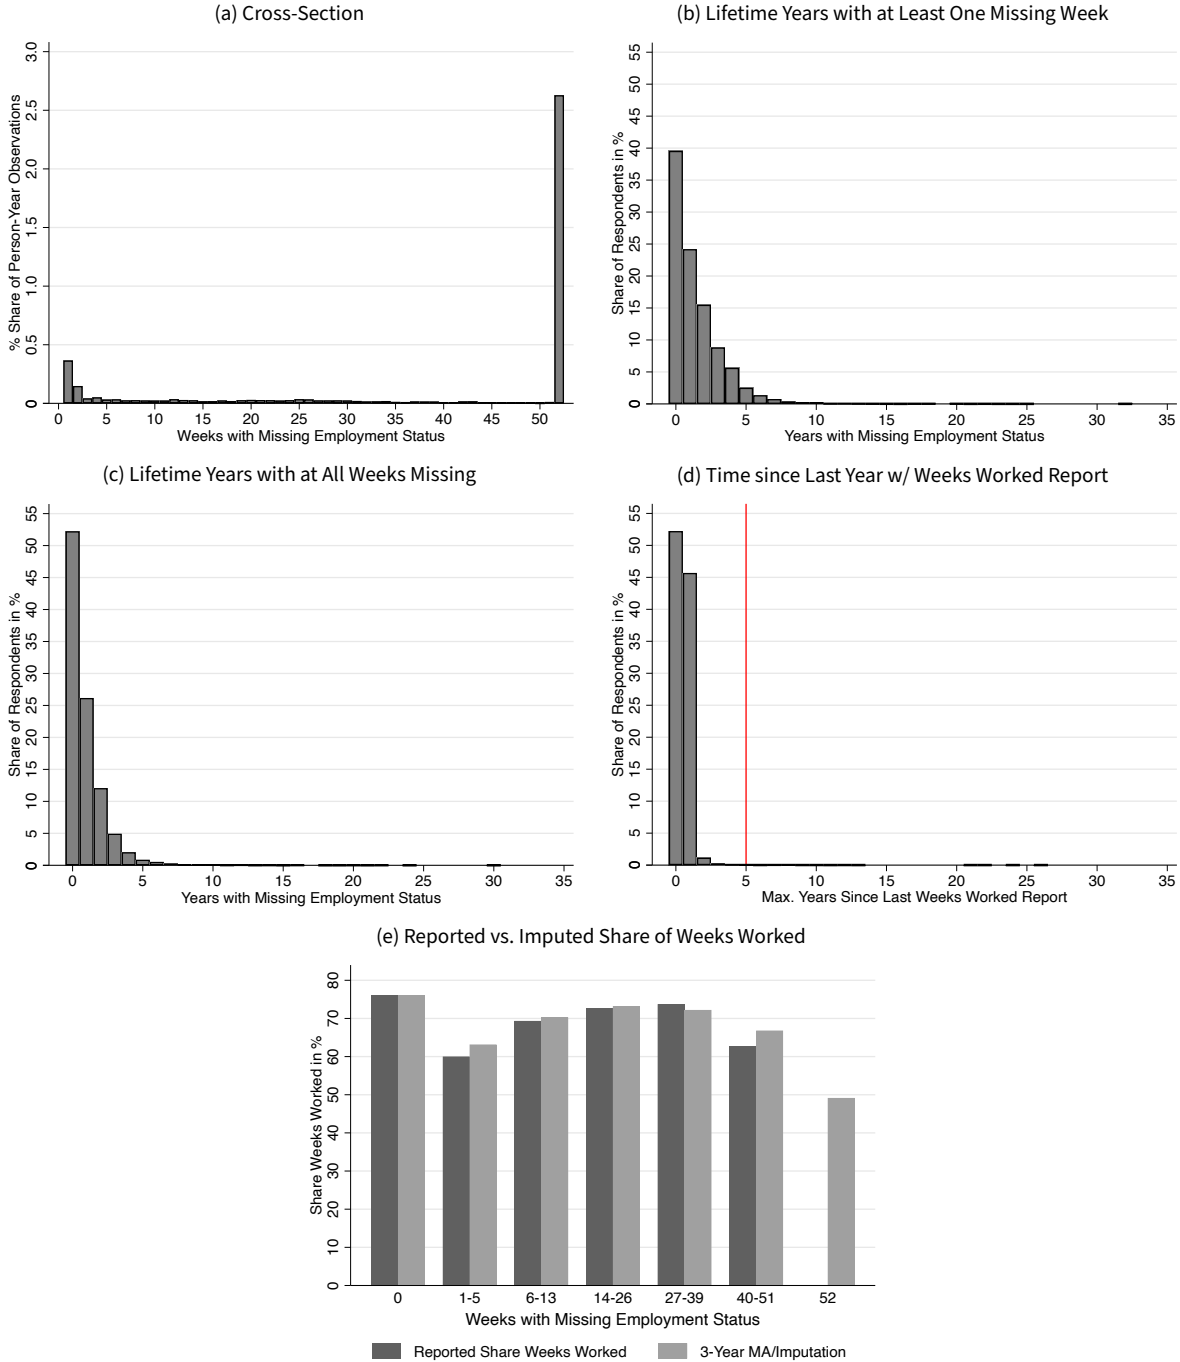 (a) Cross-Section
% Share of Person-Year Observations
3.0
2.5
2.0
1.5
1.0
0.5
0
0 5 10 15 20 25 30 35 40 45 50
Weeks with Missing Employment Status
(b) Lifetime Years with at Least One Missing Week
Share of Respondents in %
55
50
45
40
35
30
25
20
15
10
5
0
0 5 10 15 20 25 30 35
Years with Missing Employment Status
(c) Lifetime Years with at All Weeks Missing
Share of Respondents in %
55
50
45
40
35
30
25
20
15
10
5
0
0 5 10 15 20 25 30 35
Years with Missing Employment Status
(d) Time since Last Year w/ Weeks Worked Report
Share of Respondents in %
55
50
45
40
35
30
25
20
15
10
5
0
0 5 10 15 20 25 30 35
Max. Years Since Last Weeks Worked Report
(e) Reported vs. Imputed Share of Weeks Worked
Share Weeks Worked in %
80
70
60
50
40
30
20
10
0
0 1-5 6-13 14-26 27-39 40-51 52
Weeks with Missing Employment Status
Reported Share Weeks Worked 3-Year MA/Imputation